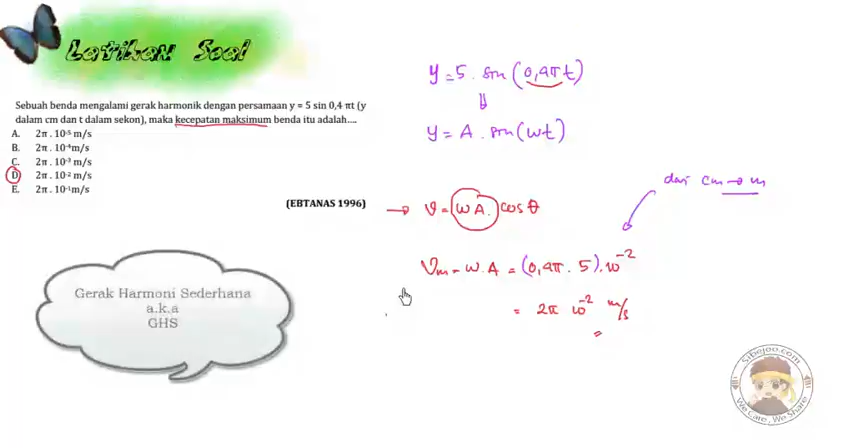 Latihan Soal
Sebuah benda mengalami gerak harmonik dengan persamaan y = 5 sin 0,4 πt (y
dalam cm dan t dalam sekon), maka kecepatan maksimum benda itu adalah....
A. 2π . 10-5 m/s
B. 2π . 10-4 m/s
C. 2π . 10-3 m/s
D. 2π . 10-2 m/s
E. 2π . 10-1 m/s
(EBTANAS 1996)
Gerak Harmoni Sederhana
a.k.a
GHS
y = 5 . sin (0,4π t)
⇓
y = A . sin (ωt)
dari cm → m
→ v = ω A . cos θ
Vm = ω . A = (0,4π . 5) . 10⁻²
= 2π 10⁻² m/s
Sibejoo.com
We Care, We Share